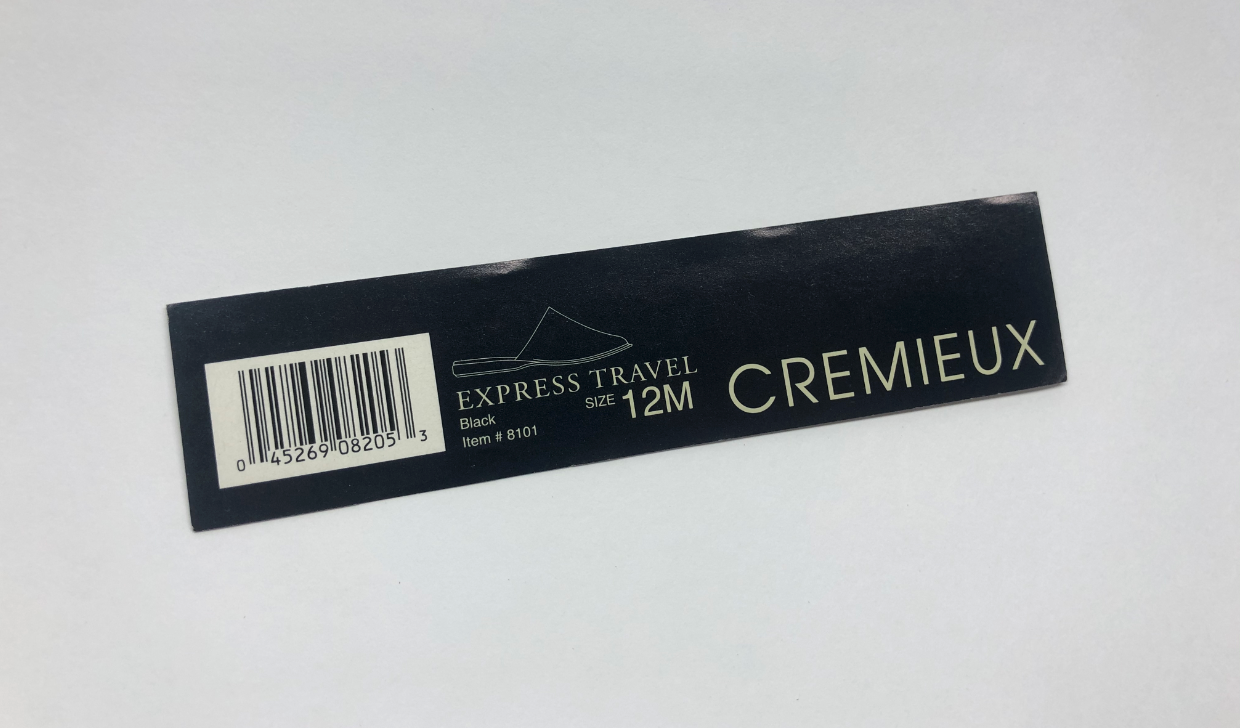 0 45269 08205 3
EXPRESS TRAVEL
SIZE 12M
Black
Item # 8101
CREMIEUX